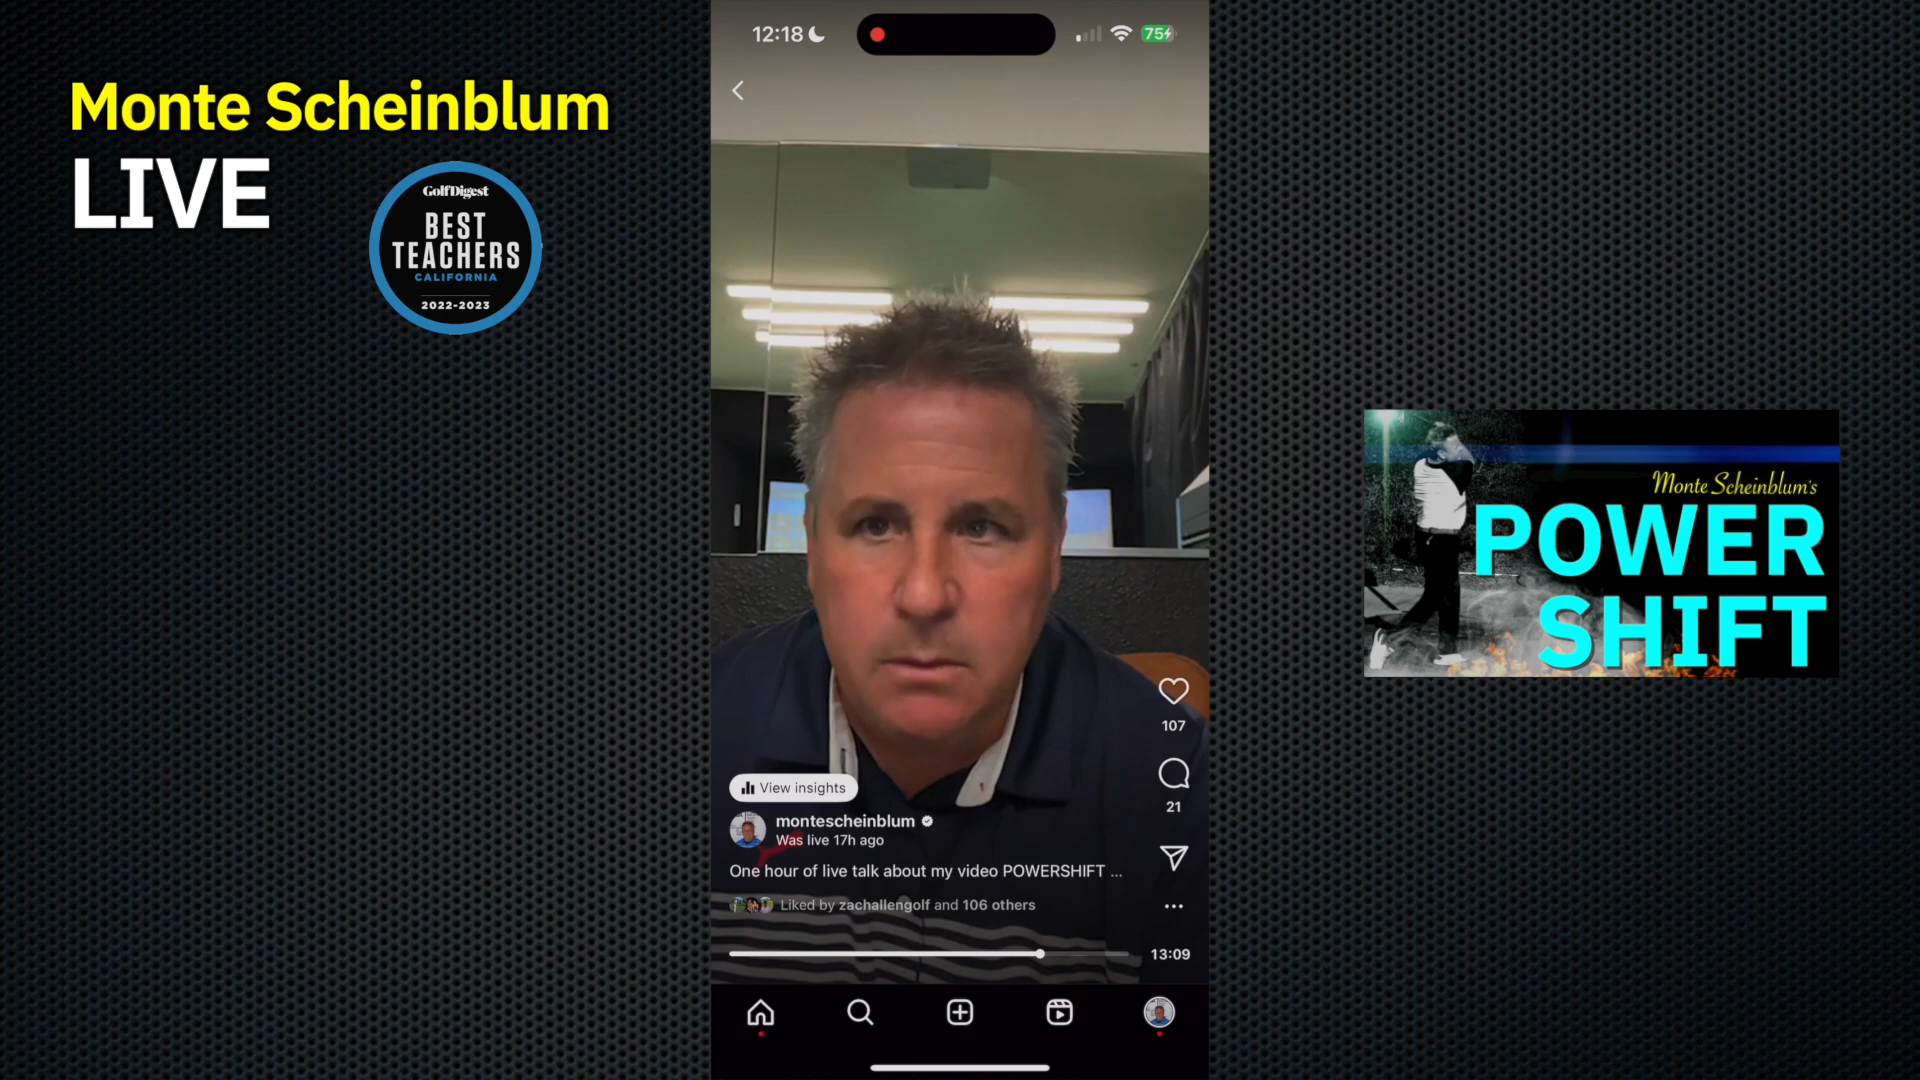 Monte Scheinblum
LIVE
GolfDigest
BEST
TEACHERS
CALIFORNIA
2022-2023
12:18
75
View insights
montescheinblum
Was live 17h ago
One hour of live talk about my video POWERSHIFT ...
Liked by zachallengolf and 106 others
107
21
13:09
Monte Scheinblum's
POWER
SHIFT